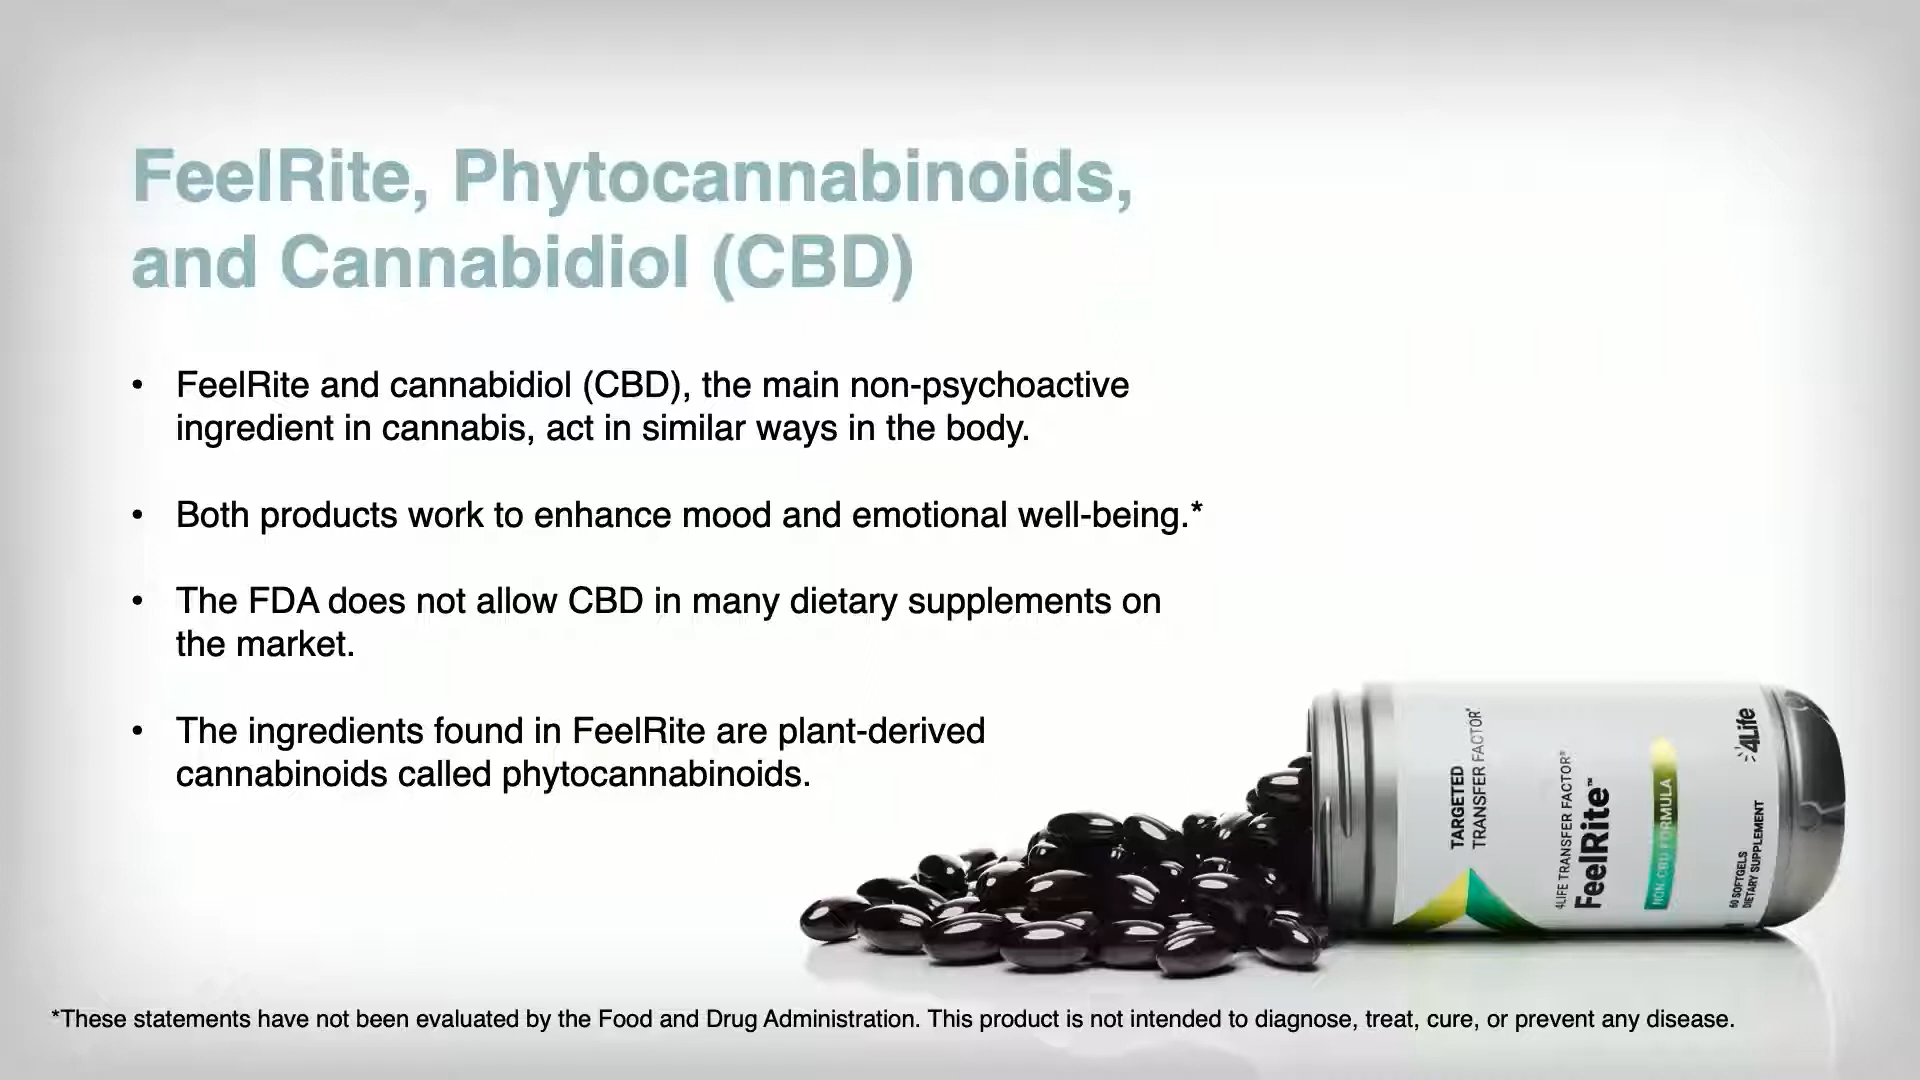 FeelRite, Phytocannabinoids,
and Cannabidiol (CBD)
• FeelRite and cannabidiol (CBD), the main non-psychoactive
ingredient in cannabis, act in similar ways in the body.
• Both products work to enhance mood and emotional well-being.*
• The FDA does not allow CBD in many dietary supplements on
the market.
• The ingredients found in FeelRite are plant-derived
cannabinoids called phytocannabinoids.
TARGETED
TRANSFER FACTOR®
4LIFE TRANSFER FACTOR®
FeelRite™
NON-CBD FORMULA
60 SOFTGELS
DIETARY SUPPLEMENT
4Life
*These statements have not been evaluated by the Food and Drug Administration. This product is not intended to diagnose, treat, cure, or prevent any disease.